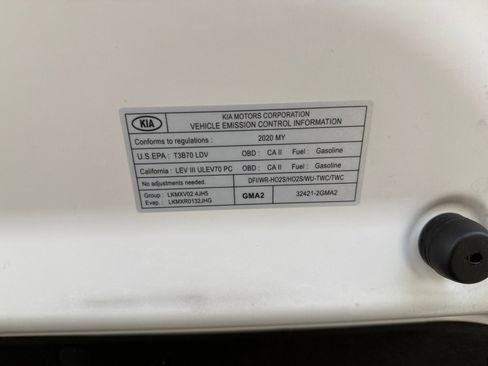 KIA
KIA MOTORS CORPORATION
VEHICLE EMISSION CONTROL INFORMATION
Conforms to regulations : 2020 MY
U.S.EPA : T3B70 LDV OBD : CA II Fuel : Gasoline
California : LEV III ULEV70 PC OBD : CA II Fuel : Gasoline
No adjustments needed. DFI/WR-HO2S/HO2S/WU-TWC/TWC
Group : LKMXV02.4JH5 GMA2 32421-2GMA2
Evap. : LKMXR0132JHG